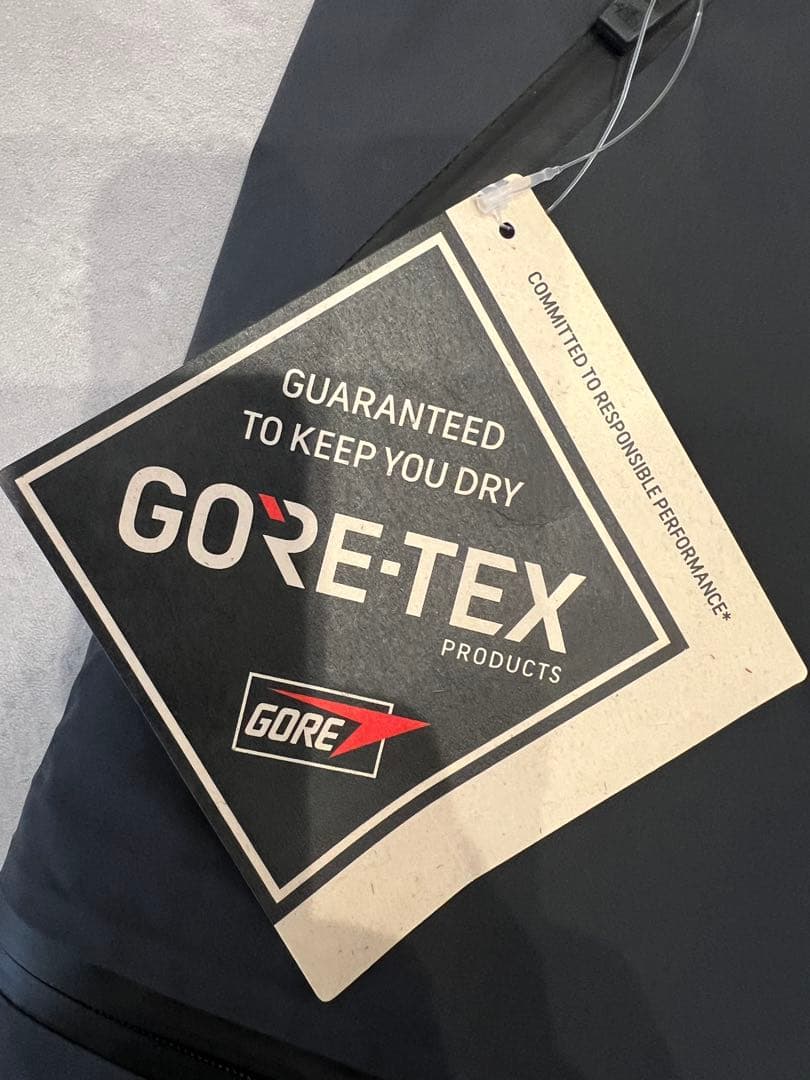 GUARANTEED
TO KEEP YOU DRY
GORE-TEX
PRODUCTS
GORE
COMMITTED TO RESPONSIBLE PERFORMANCE*